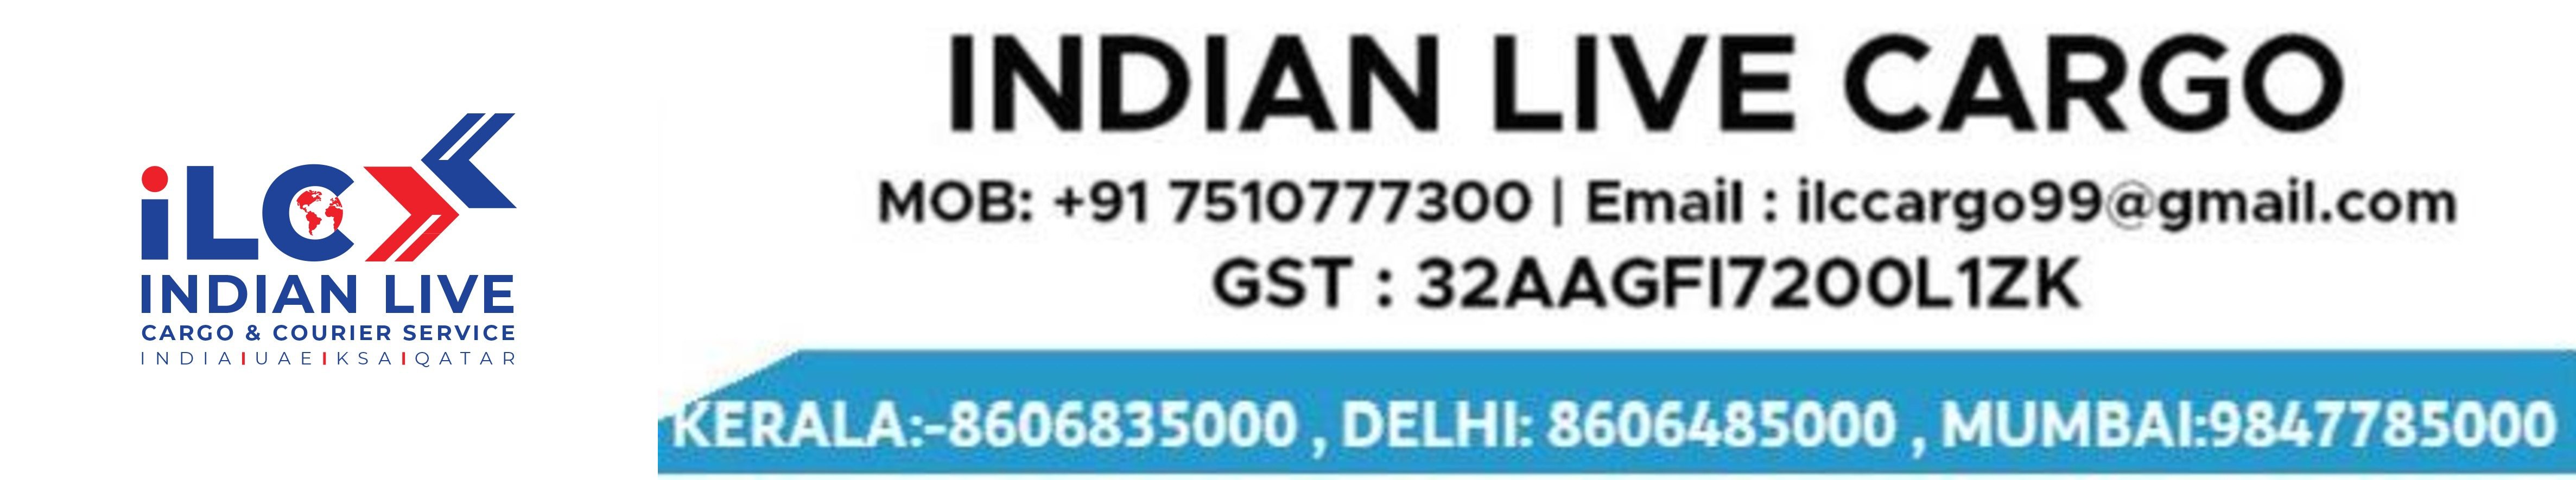 iLC
INDIAN LIVE
CARGO & COURIER SERVICE
INDIA|UAE|KSA|QATAR
INDIAN LIVE CARGO
MOB: +91 7510777300 | Email : ilccargo99@gmail.com
GST : 32AAGFI7200L1ZK
KERALA:-8606835000 , DELHI: 8606485000 , MUMBAI:9847785000